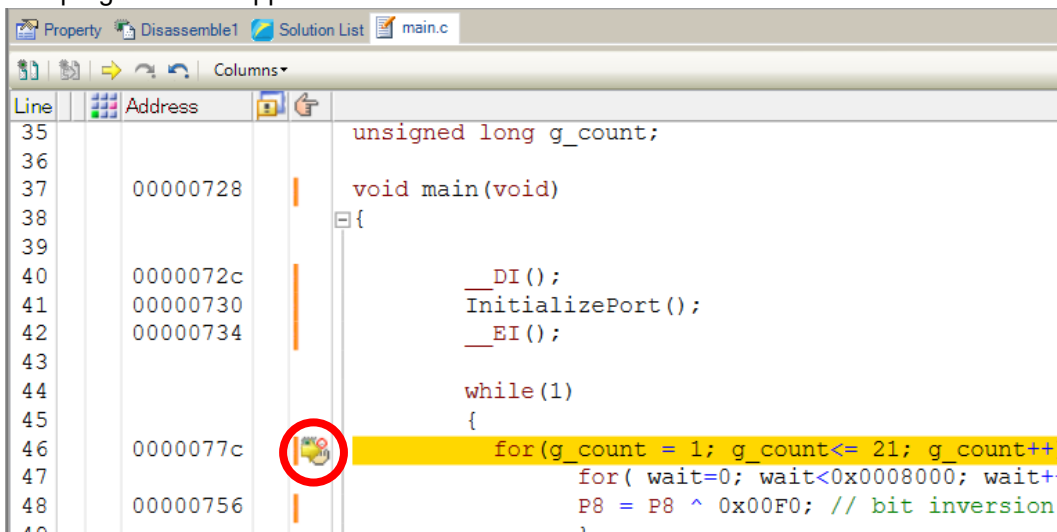 Property Disassemble1 Solution List main.c
Columns
Line Address
35 unsigned long g_count;
36
37 00000728 void main(void)
38 {
39
40 0000072c __DI();
41 00000730 InitializePort();
42 00000734 __EI();
43
44 while(1)
45 {
46 0000077c for(g_count = 1; g_count<= 21; g_count++
47 for( wait=0; wait<0x0008000; wait+
48 00000756 P8 = P8 ^ 0x00F0; // bit inversion